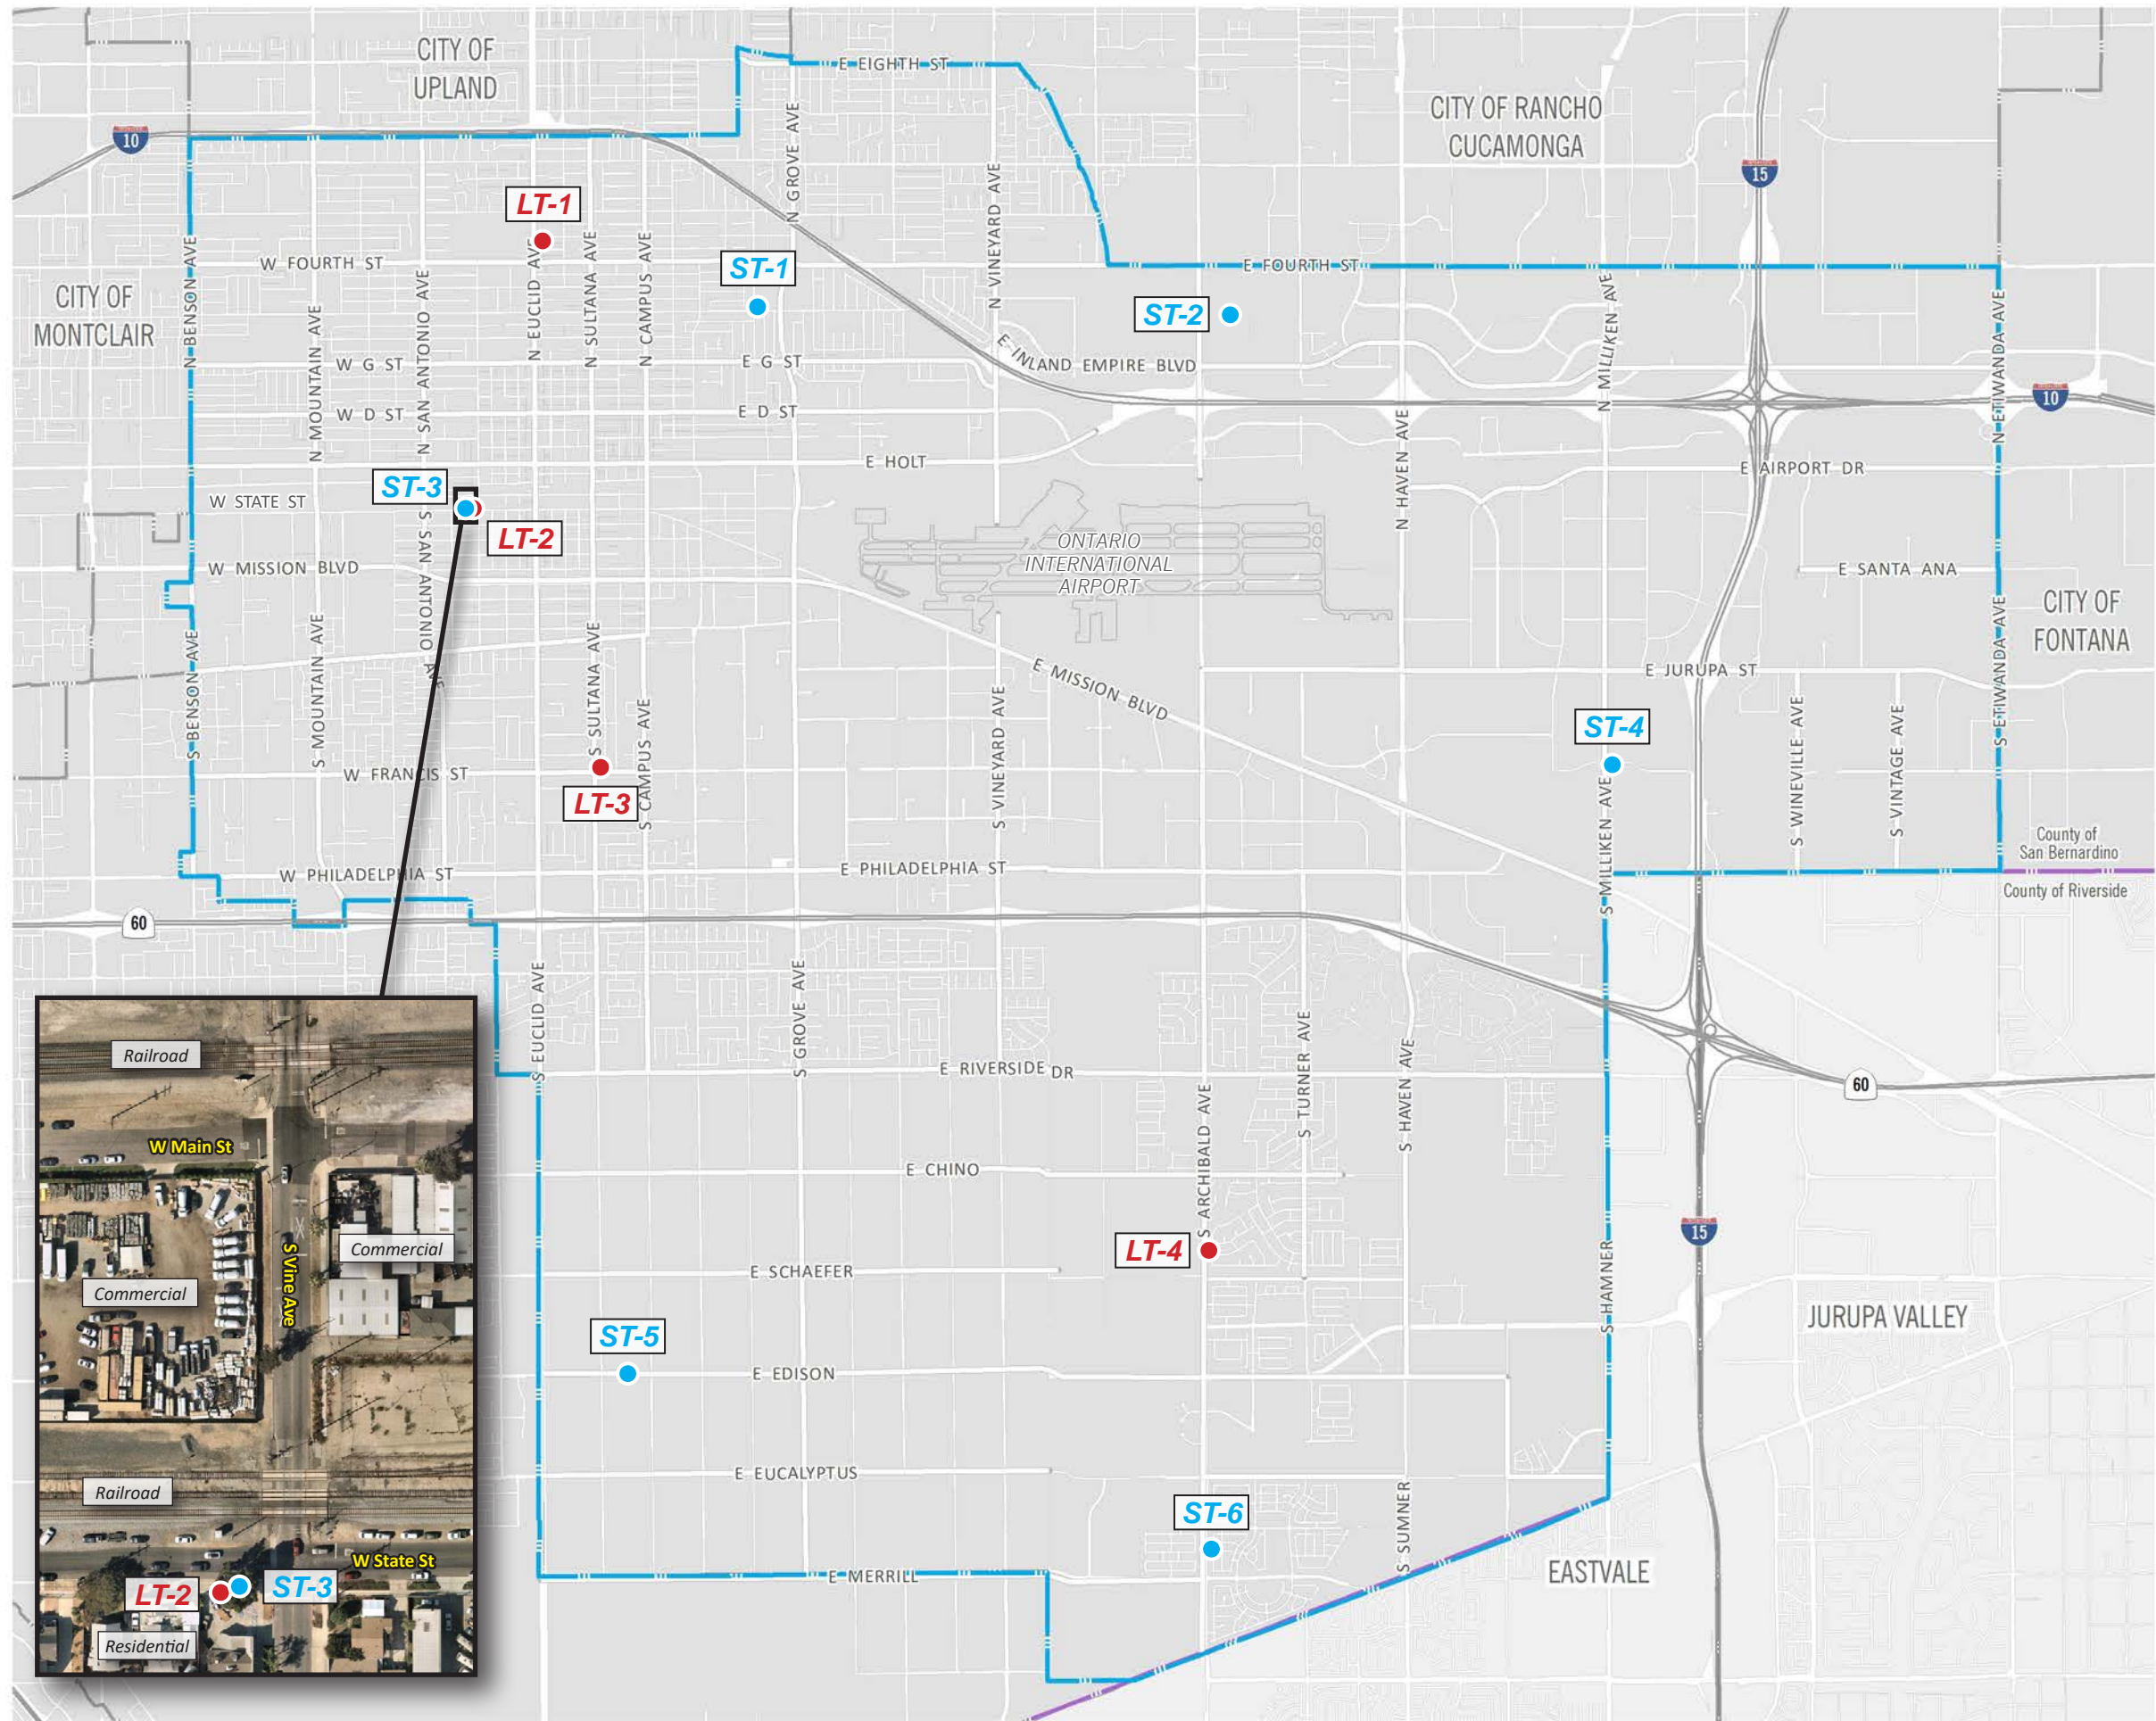 CITY OF
UPLAND
E EIGHTH ST
CITY OF RANCHO
CUCAMONGA
10
15
N GROVE AVE
N VINEYARD AVE
LT-1
ST-1
ST-2
W FOURTH ST
E FOURTH ST
CITY OF
MONTCLAIR
N BENSON AVE
N MOUNTAIN AVE
N SAN ANTONIO AVE
N EUCLID AVE
N SULTANA AVE
N CAMPUS AVE
N MILLIKEN AVE
N ETIWANDA AVE
W G ST
E G ST
E INLAND EMPIRE BLVD
10
W D ST
E D ST
N HAVEN AVE
E HOLT
E AIRPORT DR
ST-3
W STATE ST
LT-2
ONTARIO
INTERNATIONAL
AIRPORT
W MISSION BLVD
E SANTA ANA
S SAN ANTONIO AVE
CITY OF
FONTANA
S BENSON AVE
S MOUNTAIN AVE
S SULTANA AVE
S CAMPUS AVE
S VINEYARD AVE
E MISSION BLVD
E JURUPA ST
S ETIWANDA AVE
ST-4
S WINEVILLE AVE
S VINTAGE AVE
W FRANCIS ST
LT-3
S MILLIKEN AVE
County of
San Bernardino
County of Riverside
W PHILADELPHIA ST
E PHILADELPHIA ST
60
S EUCLID AVE
S GROVE AVE
S TURNER AVE
S HAVEN AVE
E RIVERSIDE DR
60
S ARCHIBALD AVE
E CHINO
LT-4
15
E SCHAEFER
S HAMNER
JURUPA VALLEY
ST-5
E EDISON
E EUCALYPTUS
ST-6
S SUMNER
E MERRILL
EASTVALE
Railroad
W Main St
Commercial
S Vine Ave
Commercial
Railroad
W State St
LT-2
ST-3
Residential